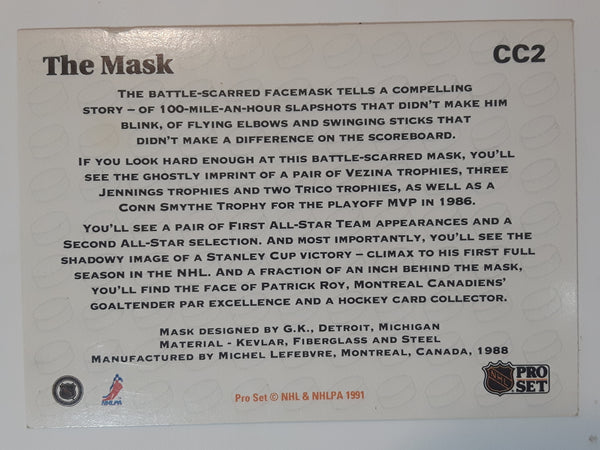 The Mask
CC2
The battle-scarred facemask tells a compelling
story – of 100-mile-an-hour slapshots that didn't make him
blink, of flying elbows and swinging sticks that
didn't make a difference on the scoreboard.
If you look hard enough at this battle-scarred mask, you'll
see the ghostly imprint of a pair of Vezina trophies, three
Jennings trophies and two Trico trophies, as well as a
Conn Smythe Trophy for the playoff MVP in 1986.
You'll see a pair of First All-Star Team appearances and a
Second All-Star selection. And most importantly, you'll see the
shadowy image of a Stanley Cup victory – climax to his first full
season in the NHL. And a fraction of an inch behind the mask,
you'll find the face of Patrick Roy, Montreal Canadiens'
goaltender par excellence and a hockey card collector.
Mask designed by G.K., Detroit, Michigan
Material - Kevlar, Fiberglass and Steel
Manufactured by Michel Lefebvre, Montreal, Canada, 1988
NHLPA
Pro Set © NHL & NHLPA 1991
NHL PRO
SET